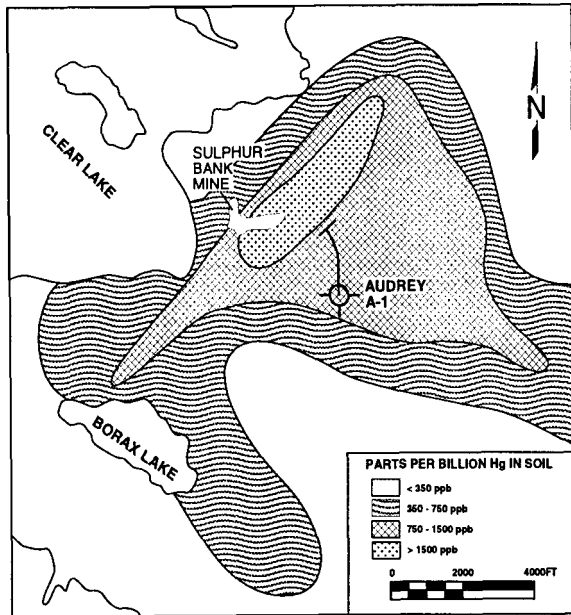 N
CLEAR LAKE
SULPHUR
BANK
MINE
AUDREY
A-1
BORAX LAKE
PARTS PER BILLION Hg IN SOIL
< 350 ppb
350 - 750 ppb
750 - 1500 ppb
> 1500 ppb
0 2000 4000FT